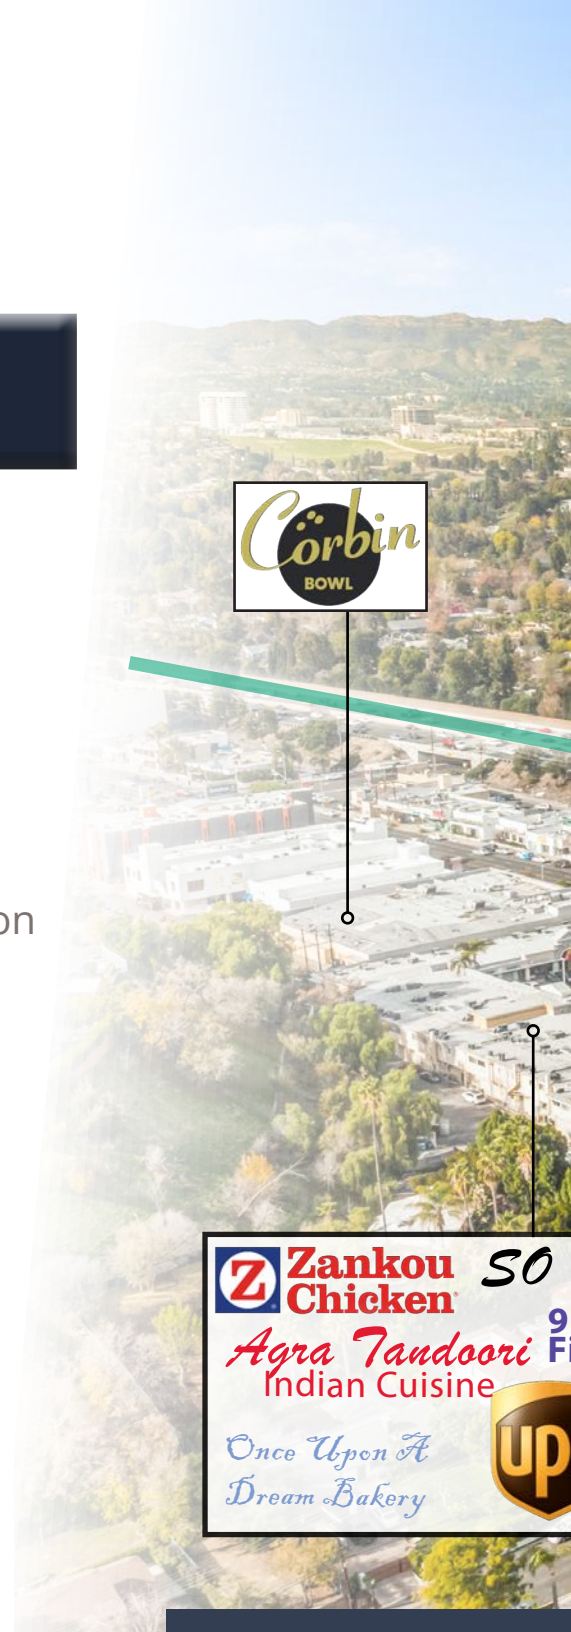 Corbin
BOWL
on
Zankou
Chicken
SO
Agra Tandoori
Indian Cuisine
9
Fi
Once Upon A
Dream Bakery
up